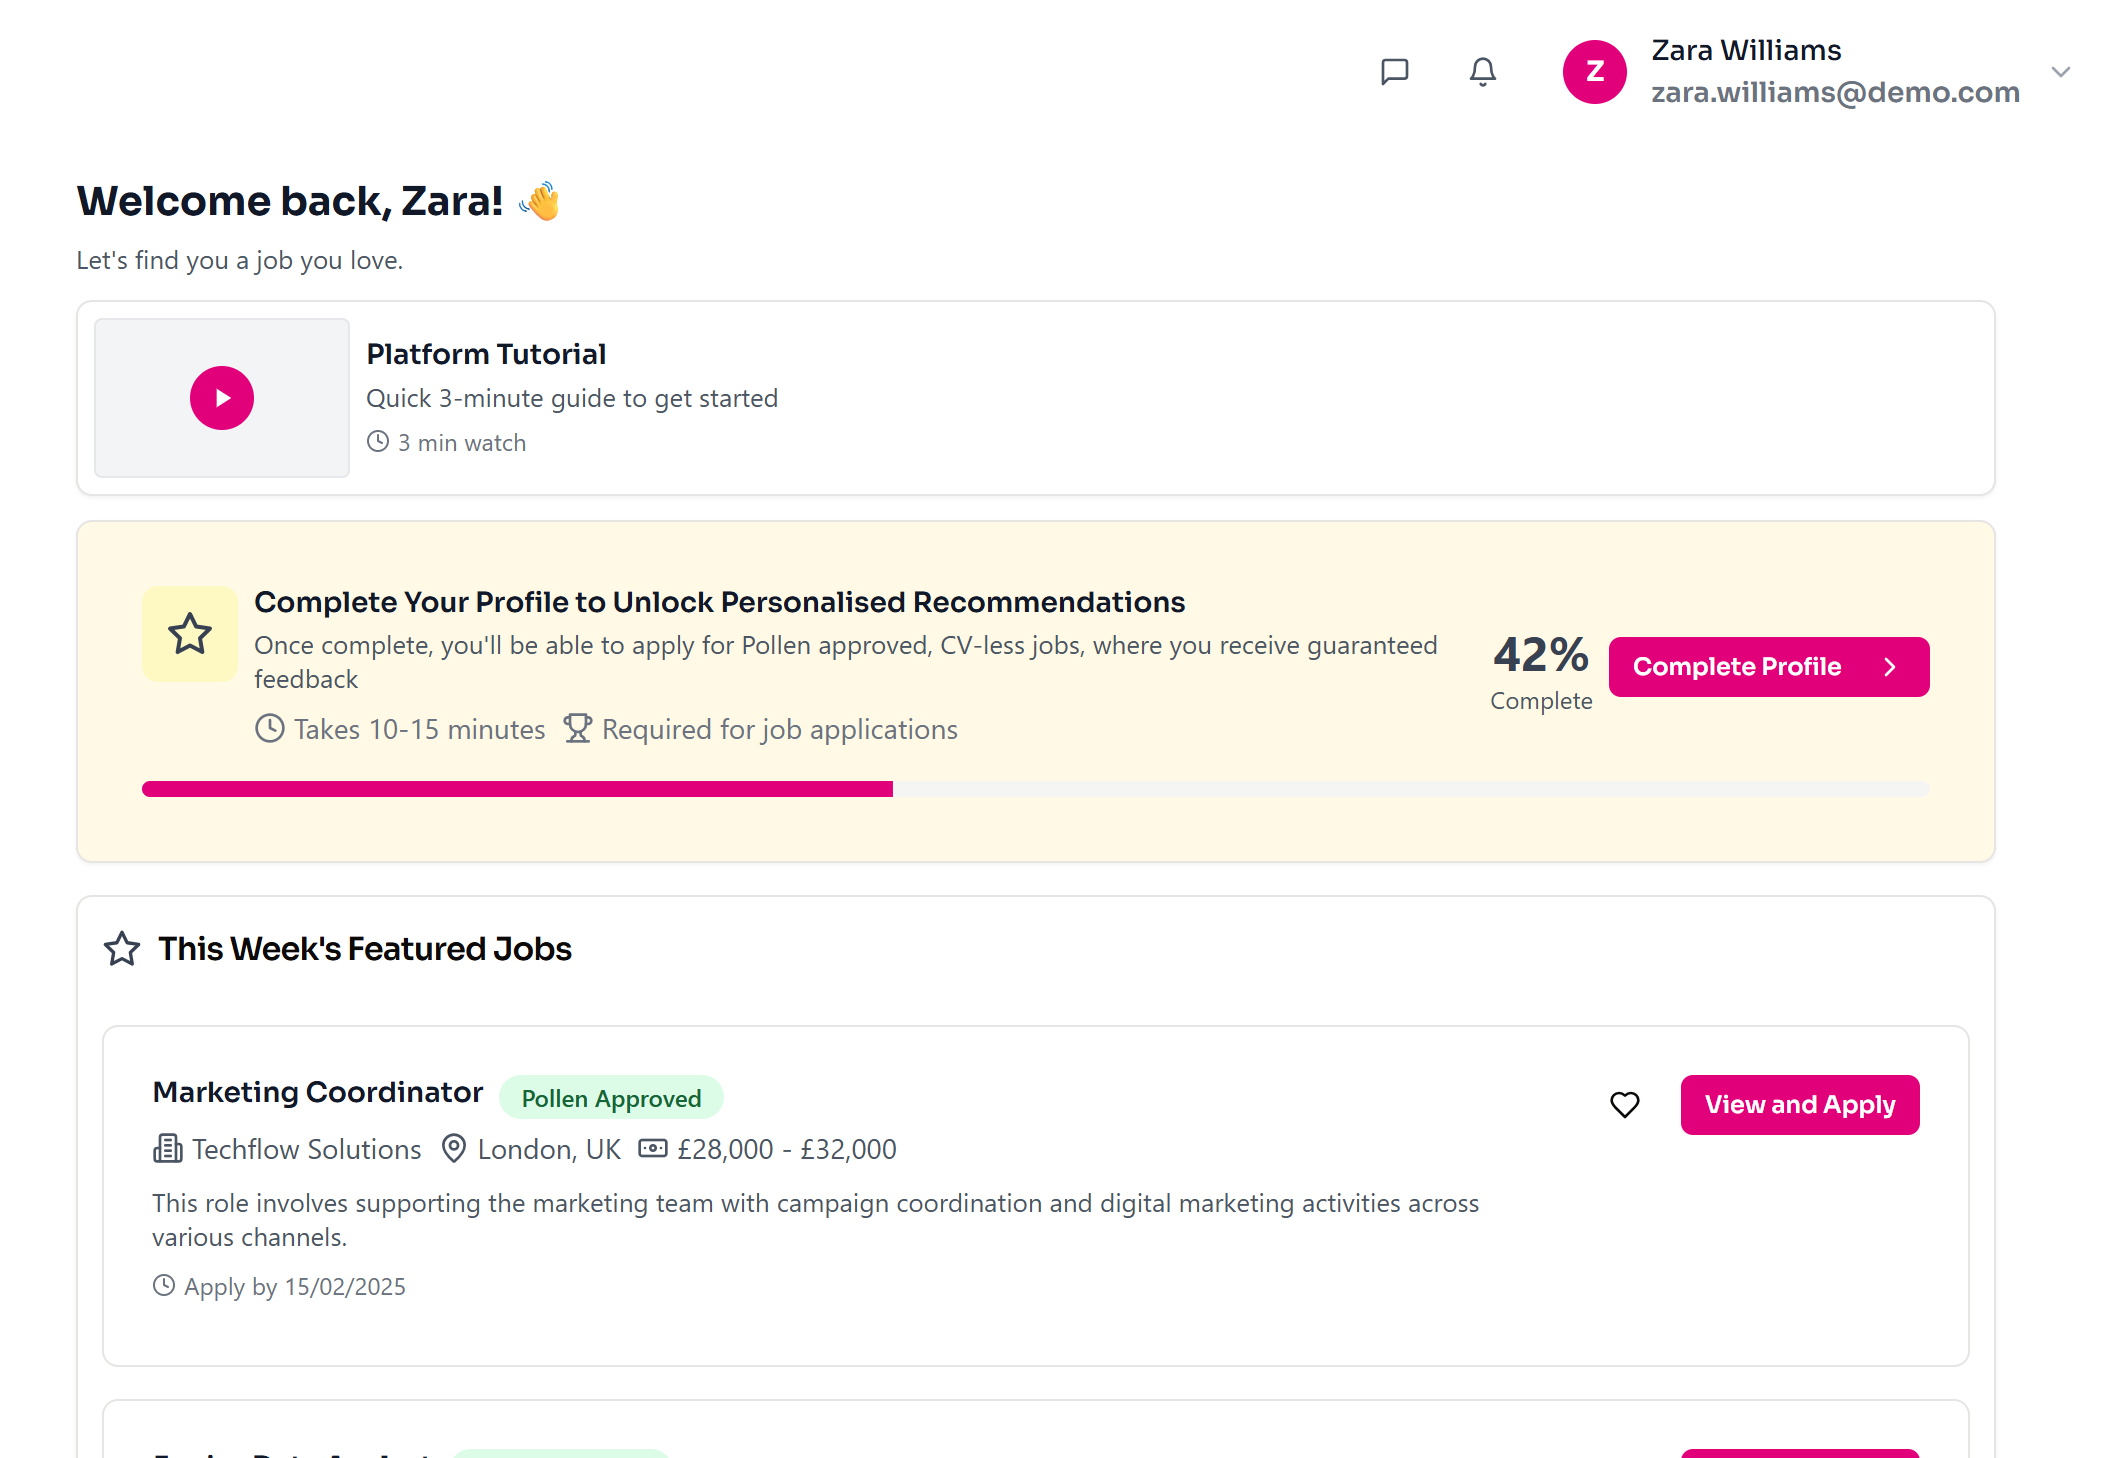 Z
Zara Williams
zara.williams@demo.com
Welcome back, Zara! 👋
Let's find you a job you love.
Platform Tutorial
Quick 3-minute guide to get started
3 min watch
Complete Your Profile to Unlock Personalised Recommendations
Once complete, you'll be able to apply for Pollen approved, CV-less jobs, where you receive guaranteed
feedback
Takes 10-15 minutes Required for job applications
42%
Complete
Complete Profile
This Week's Featured Jobs
Marketing Coordinator Pollen Approved
View and Apply
Techflow Solutions London, UK £28,000 - £32,000
This role involves supporting the marketing team with campaign coordination and digital marketing activities across
various channels.
Apply by 15/02/2025